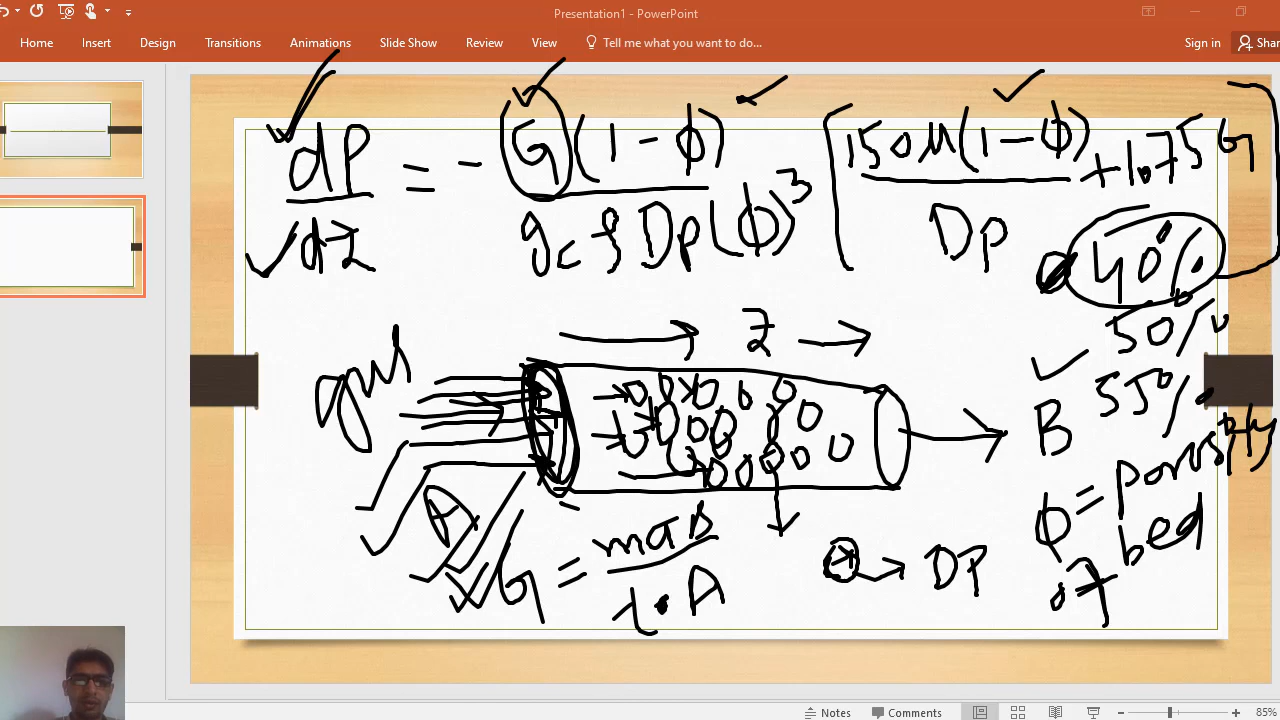 Presentation1 - PowerPoint
Home Insert Design Transitions Animations Slide Show Review View Tell me what you want to do... Sign in Shar
dP/dz = - G(1-ϕ)/gc ρ Dp(ϕ)³ [150μ(1-ϕ)/Dp + 1.75G]
40%
50%
55%
Z
A
B
G = mass/t.A
→ DP
ϕ = porosity
of bed
Notes Comments 85%